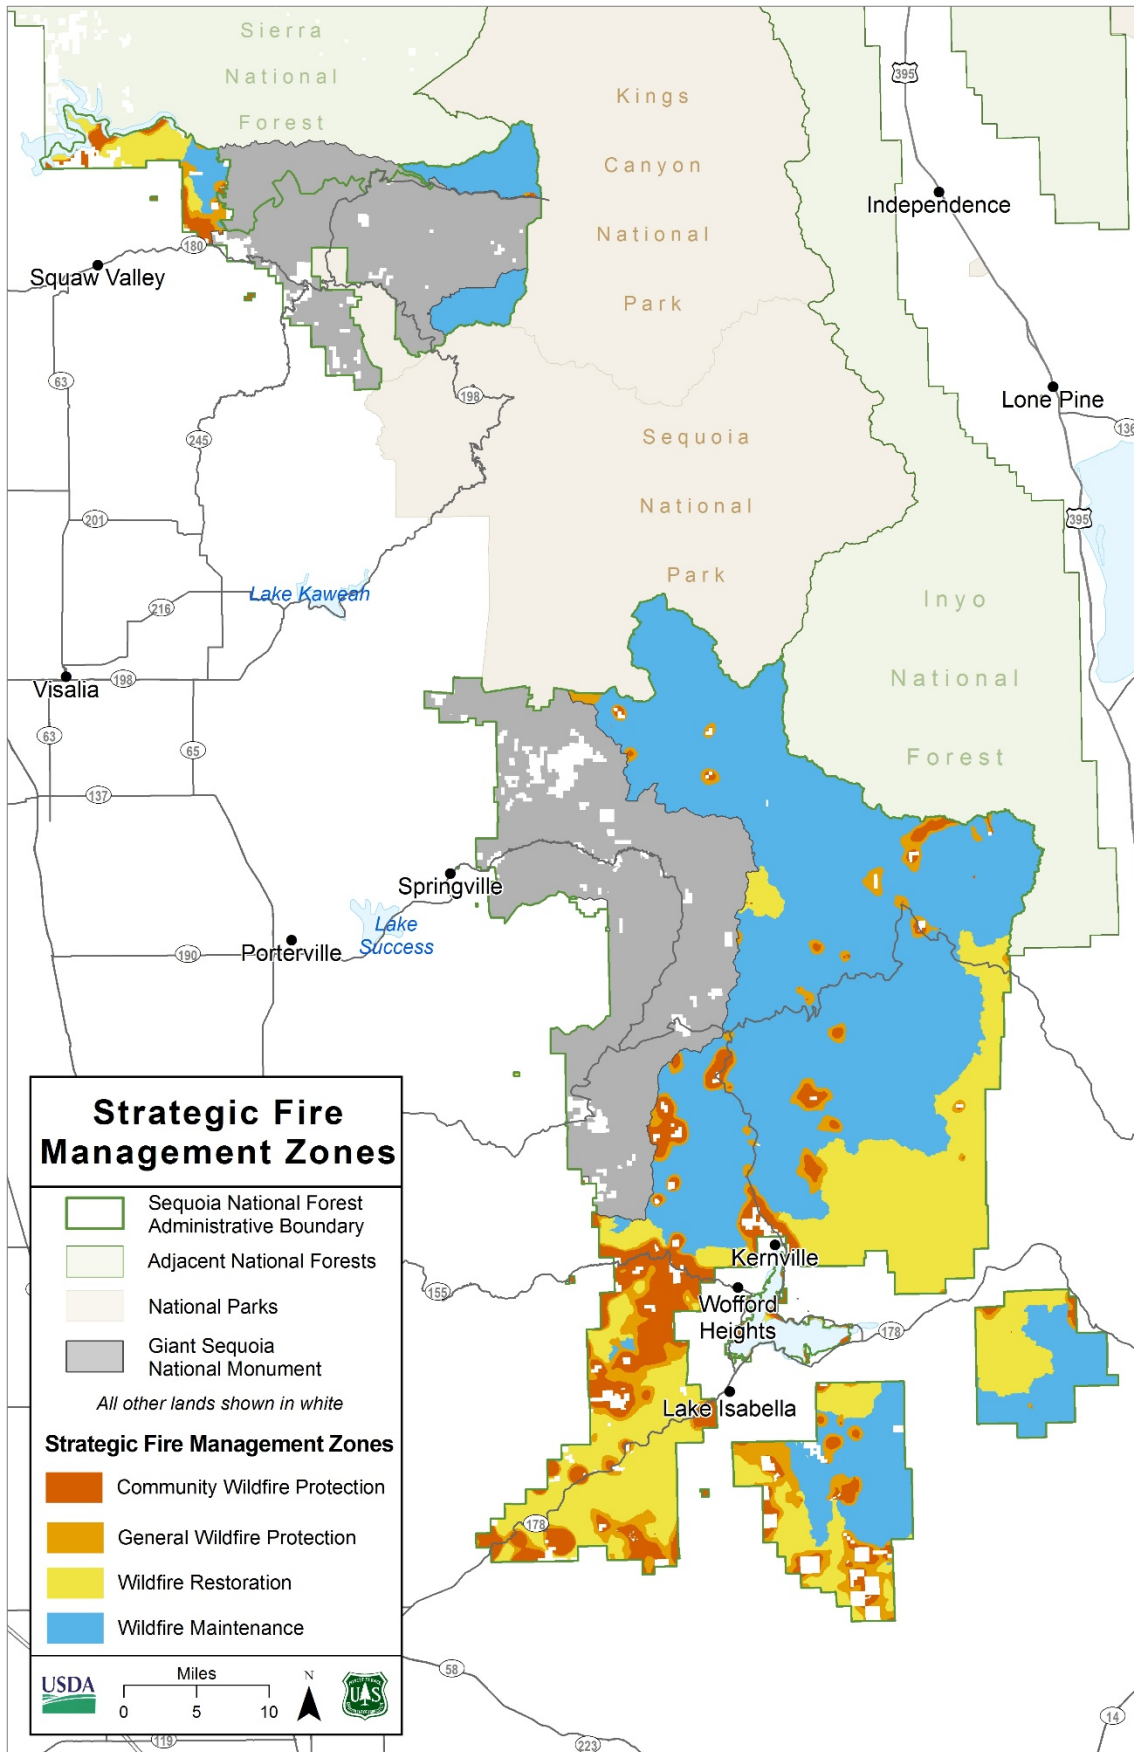 Sierra
National
Forest
Kings
Canyon
National
Park
395
Independence
180
Squaw Valley
63
198
Lone Pine
136
245
Sequoia
National
Park
201
395
Lake Kaweah
216
Inyo
National
Forest
Visalia
198
63
65
137
Springville
Lake
Success
Porterville
190
Strategic Fire
Management Zones
Sequoia National Forest
Administrative Boundary
Adjacent National Forests
National Parks
Giant Sequoia
National Monument
All other lands shown in white
Strategic Fire Management Zones
Community Wildfire Protection
General Wildfire Protection
Wildfire Restoration
Wildfire Maintenance
USDA
Miles
0 5 10
N
US
Kernville
155
Wofford
Heights
178
Lake Isabella
178
58
14
119
223